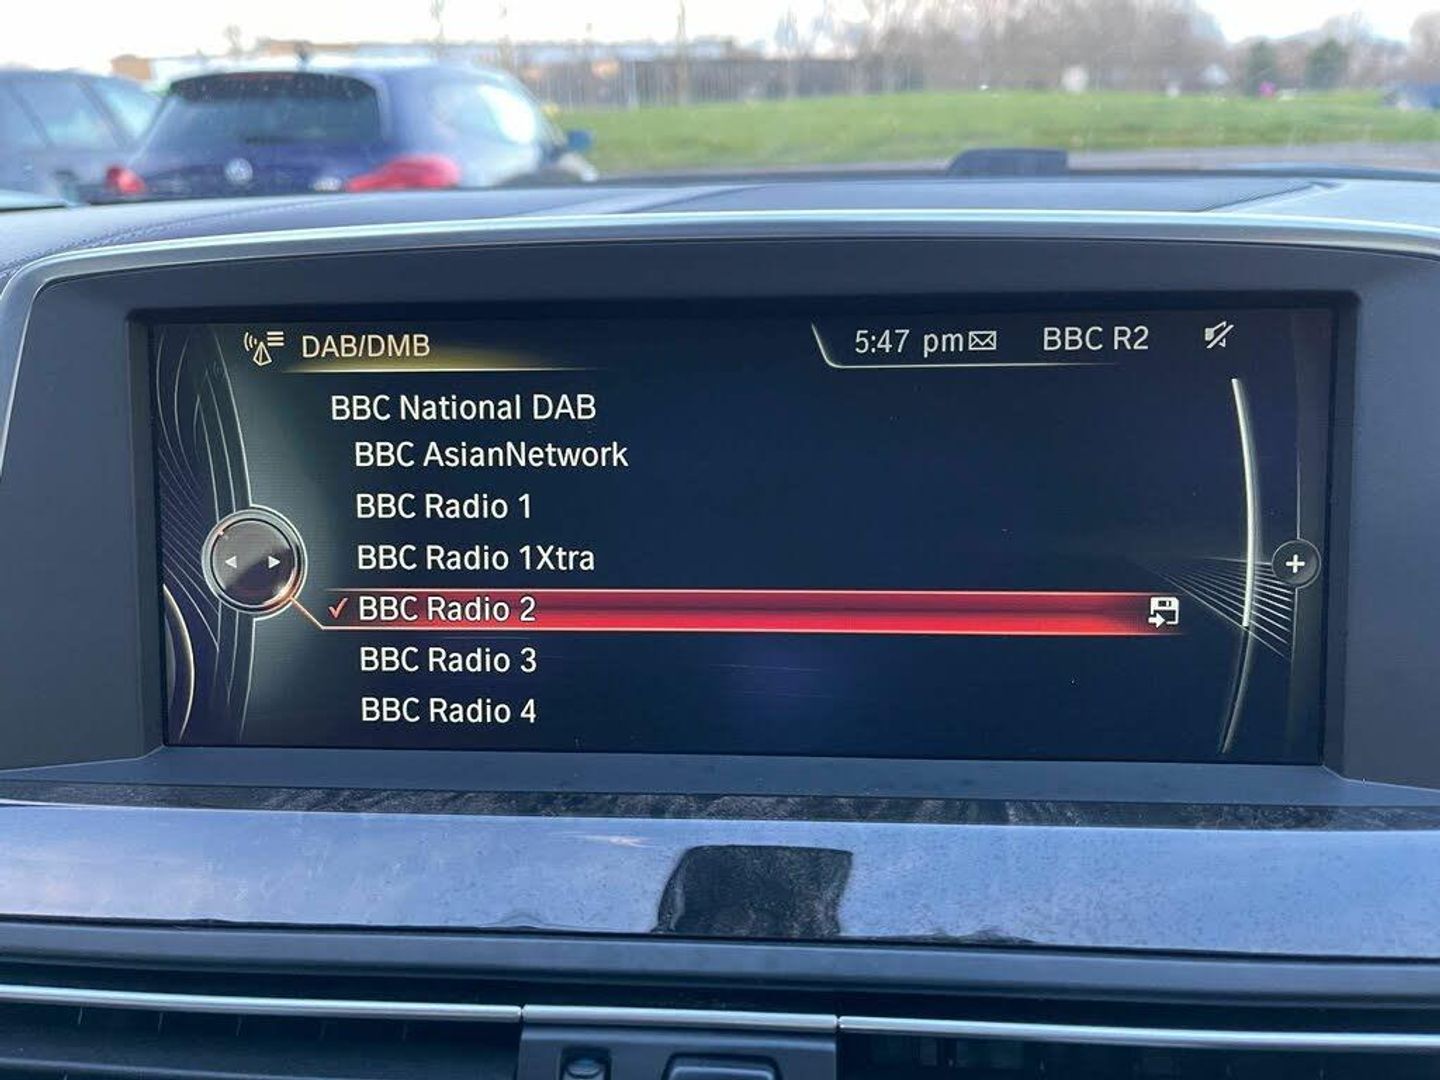 DAB/DMB
5:47 pm BBC R2
BBC National DAB
BBC AsianNetwork
BBC Radio 1
BBC Radio 1Xtra
BBC Radio 2
BBC Radio 3
BBC Radio 4